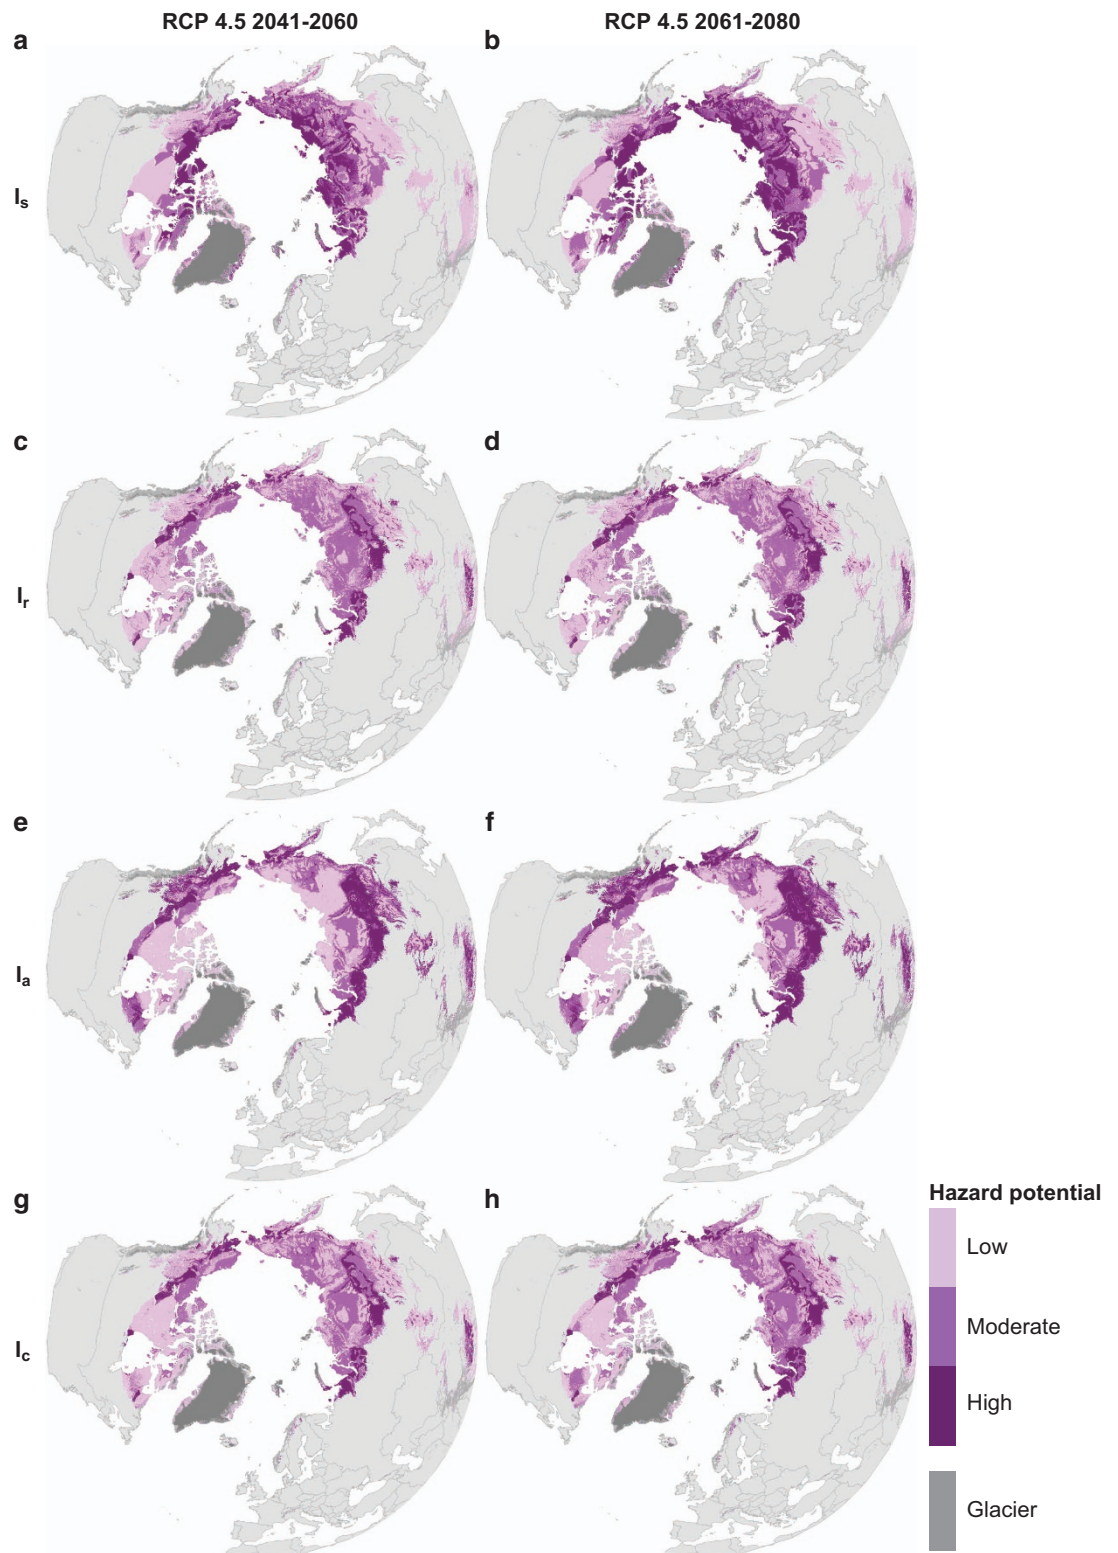 RCP 4.5 2041-2060
RCP 4.5 2061-2080
a
b
Is
c
d
Ir
e
f
Ia
g
h
Hazard potential
Low
Moderate
Ic
High
Glacier